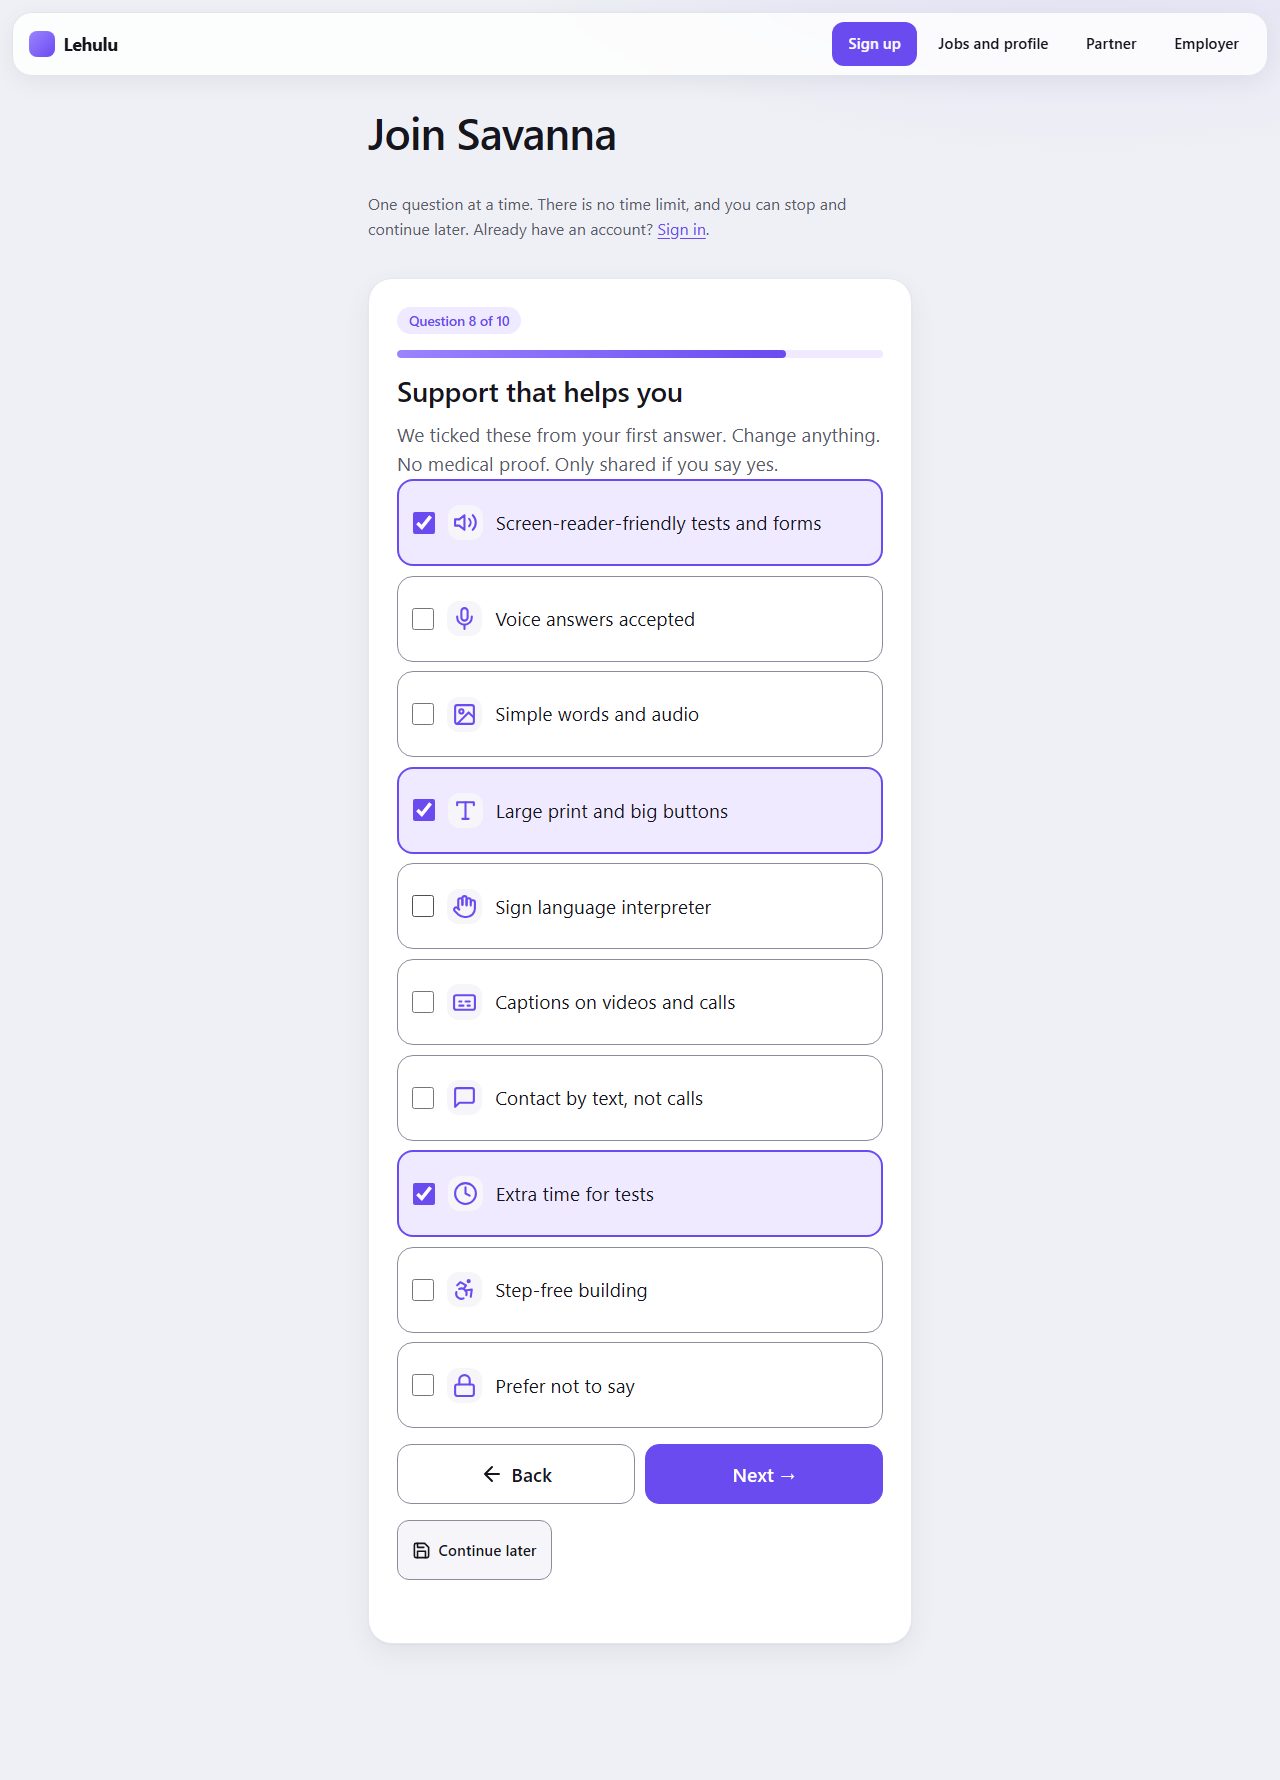 Lehulu
Sign up
Jobs and profile
Partner
Employer
Join Savanna
One question at a time. There is no time limit, and you can stop and
continue later. Already have an account? Sign in.
Question 8 of 10
Support that helps you
We ticked these from your first answer. Change anything.
No medical proof. Only shared if you say yes.
Screen-reader-friendly tests and forms
Voice answers accepted
Simple words and audio
Large print and big buttons
Sign language interpreter
Captions on videos and calls
Contact by text, not calls
Extra time for tests
Step-free building
Prefer not to say
Back
Next →
Continue later